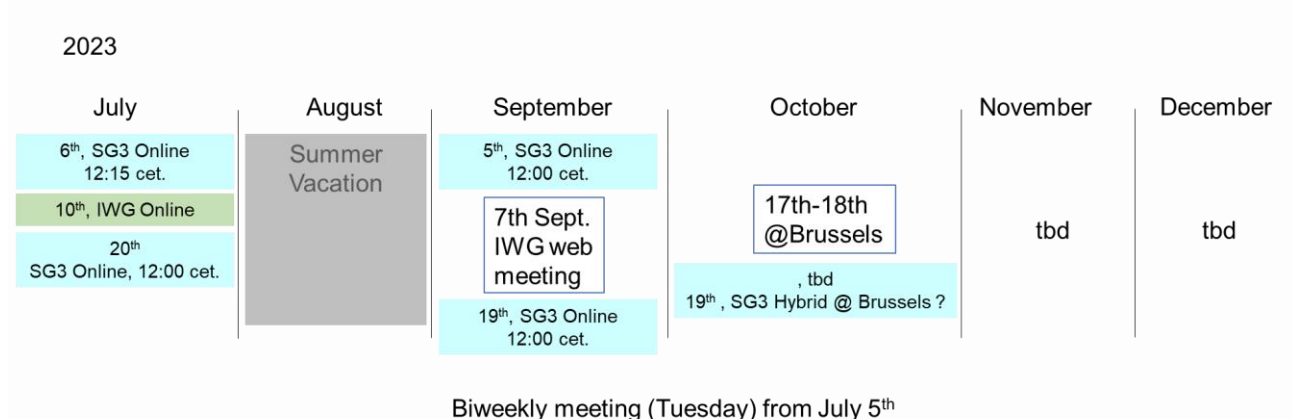 2023
July
6th, SG3 Online
12:15 cet.
10th, IWG Online
20th
SG3 Online, 12:00 cet.
August
Summer
Vacation
September
5th, SG3 Online
12:00 cet.
7th Sept.
IWG web
meeting
19th, SG3 Online
12:00 cet.
October
17th-18th
@Brussels
, tbd
19th , SG3 Hybrid @ Brussels ?
November
tbd
December
tbd
Biweekly meeting (Tuesday) from July 5th